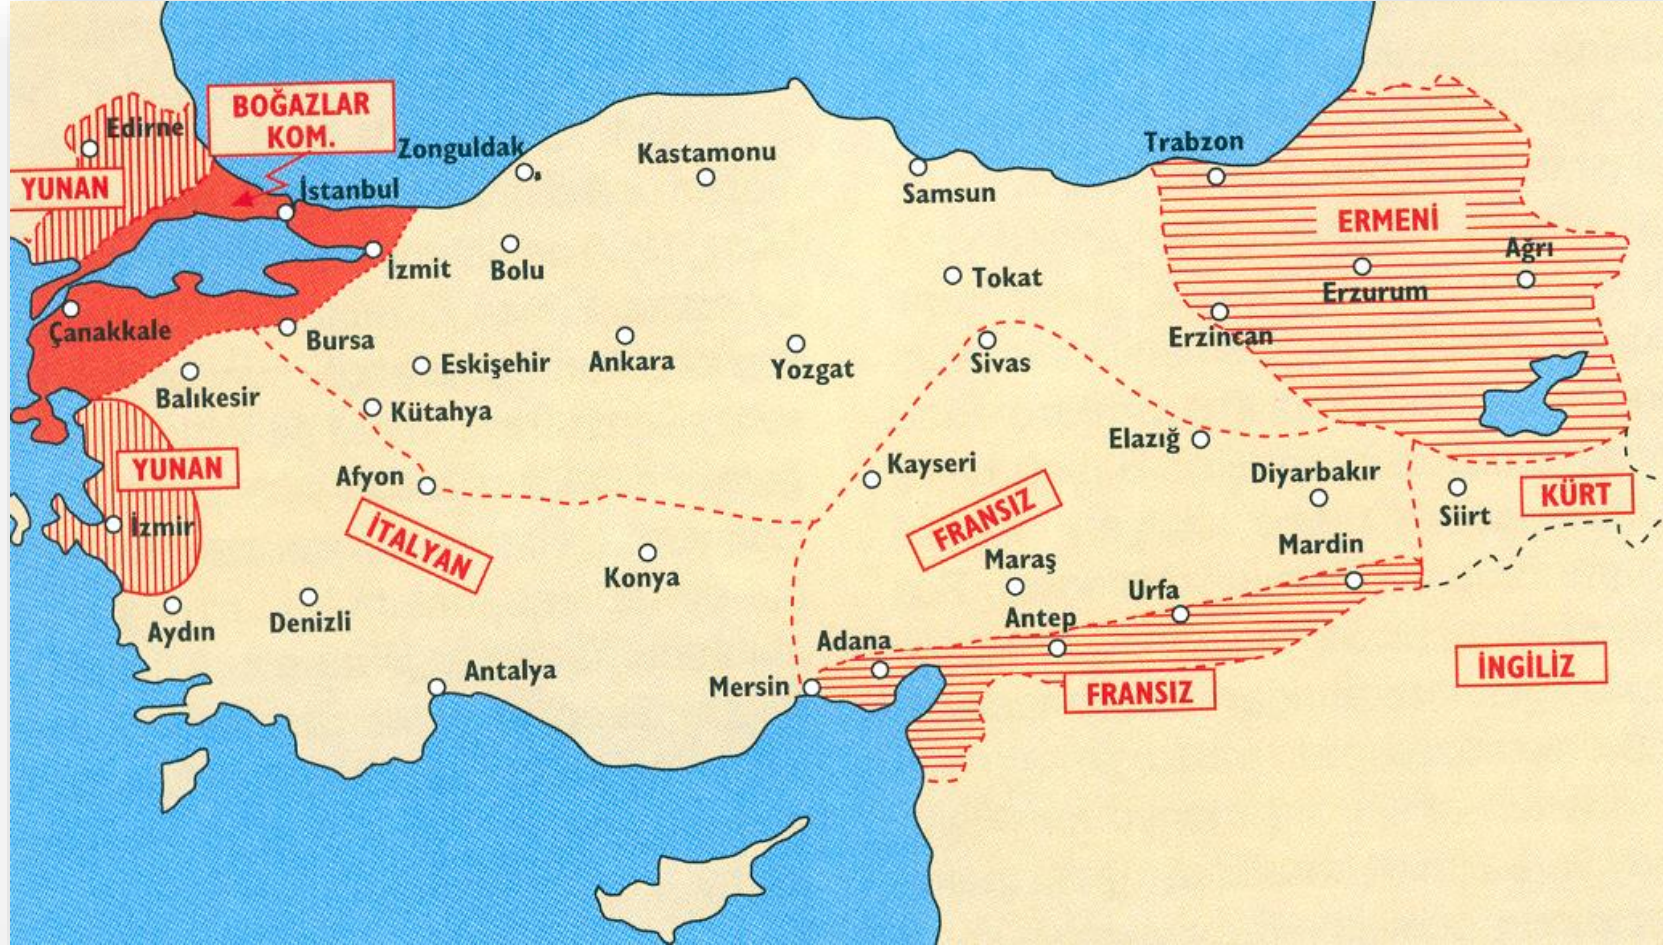 BOĞAZLAR
KOM.
Edirne
YUNAN
İstanbul
Zonguldak
Kastamonu
Samsun
Trabzon
ERMENİ
Ağrı
Erzurum
Erzincan
İzmit
Bolu
Tokat
Çanakkale
Bursa
Eskişehir
Ankara
Yozgat
Sivas
Balıkesir
Kütahya
YUNAN
Afyon
Kayseri
Elazığ
Diyarbakır
Siirt
KÜRT
İzmir
İTALYAN
FRANSIZ
Konya
Maraş
Mardin
Urfa
Antep
Aydın
Denizli
Adana
Antalya
Mersin
FRANSIZ
İNGİLİZ